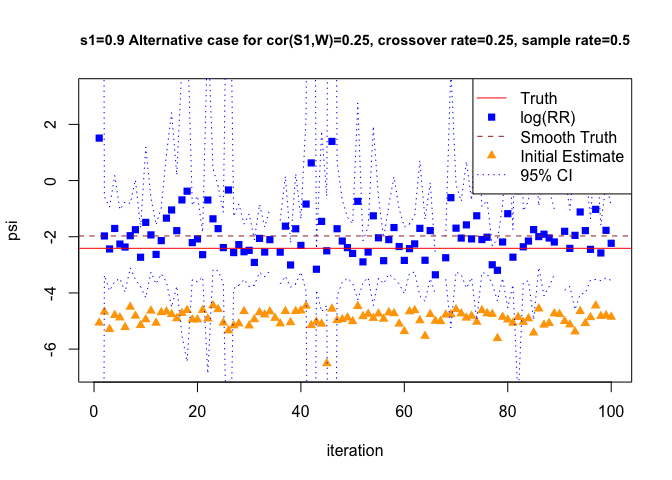 s1=0.9 Alternative case for cor(S1,W)=0.25, crossover rate=0.25, sample rate=0.5
Truth
log(RR)
Smooth Truth
Initial Estimate
95% CI
psi
2
0
-2
-4
-6
0 20 40 60 80 100
iteration